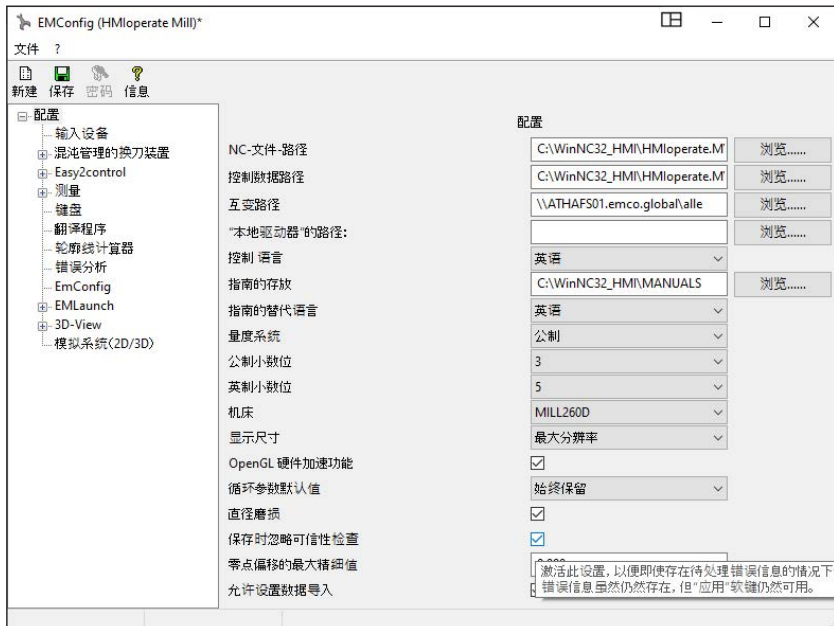 EMConfig (HMIoperate Mill)*
文件 ?
新建 保存 密码 信息
配置
输入设备
混沌管理的换刀装置
Easy2control
测量
键盘
翻译程序
轮廓线计算器
错误分析
EmConfig
EMLaunch
3D-View
模拟系统(2D/3D)
配置
NC-文件-路径 C:\WinNC32_HMI\HMIoperate.M 浏览......
控制数据路径 C:\WinNC32_HMI\HMIoperate.M 浏览......
互变路径 \\ATHAFS01.emco.global\alle 浏览......
"本地驱动器"的路径: 浏览......
控制 语言 英语
指南的存放 C:\WinNC32_HMI\MANUALS 浏览......
指南的替代语言 英语
量度系统 公制
公制小数位 3
英制小数位 5
机床 MILL260D
显示尺寸 最大分辨率
OpenGL 硬件加速功能
循环参数默认值 始终保留
直径磨损
保存时忽略可信性检查
零点偏移的最大精细值
允许设置数据导入
激活此设置，以便即使存在待处理错误信息的情况下
错误信息虽然仍然存在，但"应用"软键仍然可用。